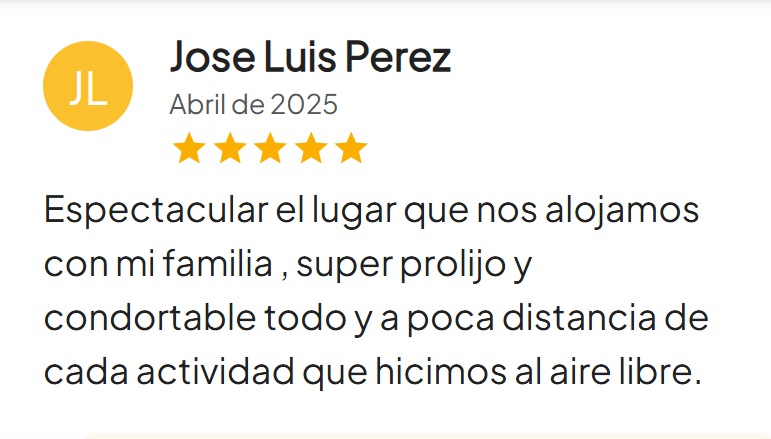 JL
Jose Luis Perez
Abril de 2025
Espectacular el lugar que nos alojamos
con mi familia , super prolijo y
condortable todo y a poca distancia de
cada actividad que hicimos al aire libre.